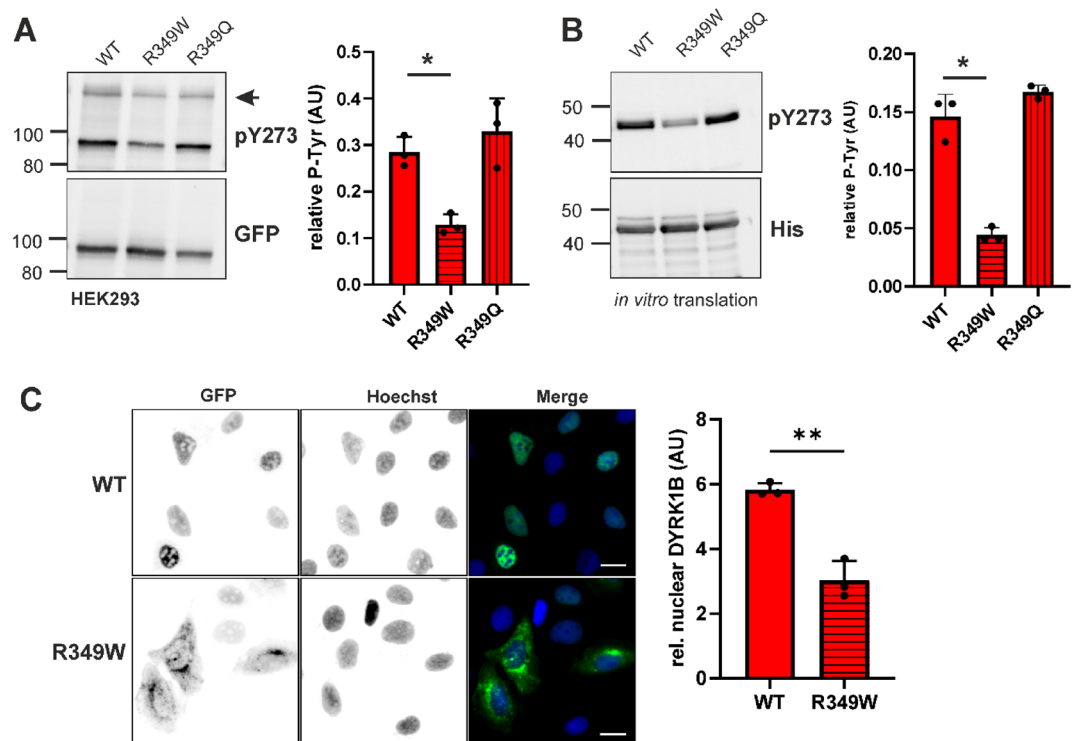 A
WT
R349W
R349Q
100
80
pY273
100
80
GFP
HEK293
relative P-Tyr (AU)
0.5
0.4
0.3
0.2
0.1
0.0
*
WT
R349W
R349Q
B
WT
R349W
R349Q
50
40
pY273
50
40
His
in vitro translation
relative P-Tyr (AU)
0.20
0.15
0.10
0.05
0.00
*
WT
R349W
R349Q
C
GFP Hoechst Merge
WT
R349W
rel. nuclear DYRK1B (AU)
8
6
4
2
0
**
WT R349W